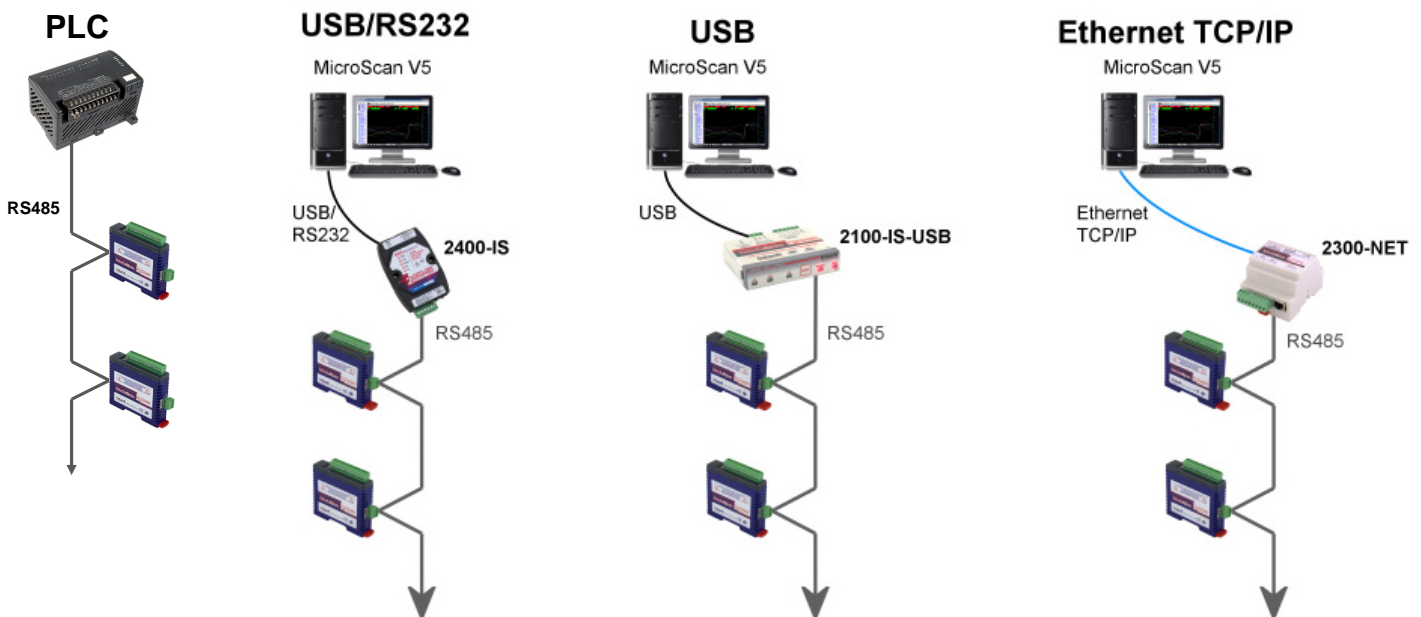 PLC
RS485
USB/RS232
MicroScan V5
USB/
RS232
2400-IS
RS485
USB
MicroScan V5
USB
2100-IS-USB
RS485
Ethernet TCP/IP
MicroScan V5
Ethernet
TCP/IP
2300-NET
RS485